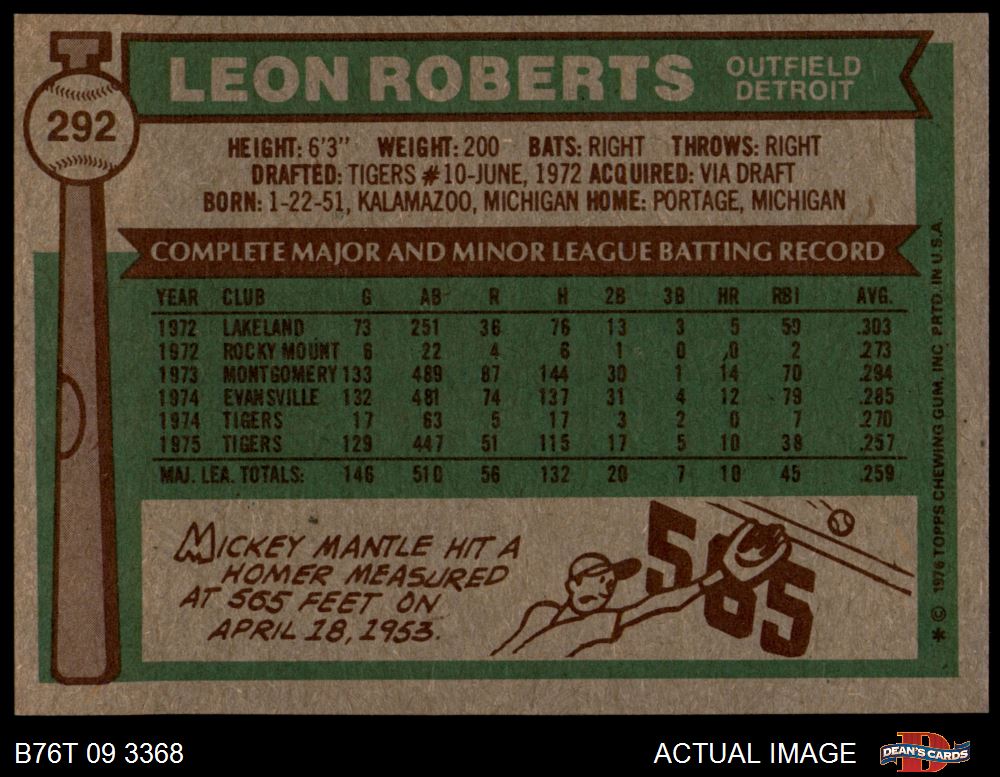 292
LEON ROBERTS
OUTFIELD
DETROIT
HEIGHT: 6'3" WEIGHT: 200 BATS: RIGHT THROWS: RIGHT
DRAFTED: TIGERS #10-JUNE, 1972 ACQUIRED: VIA DRAFT
BORN: 1-22-51, KALAMAZOO, MICHIGAN HOME: PORTAGE, MICHIGAN
COMPLETE MAJOR AND MINOR LEAGUE BATTING RECORD
YEAR CLUB G AB R H 2B 3B HR RBI AVG.
1972 LAKELAND 73 251 36 76 13 3 5 59 .303
1972 ROCKY MOUNT 6 22 4 6 1 0 0 2 .273
1973 MONTGOMERY 133 489 87 144 30 1 14 70 .294
1974 EVANSVILLE 132 481 74 137 31 4 12 79 .285
1974 TIGERS 17 63 5 17 3 2 0 7 .270
1975 TIGERS 129 447 51 115 17 5 10 38 .257
MAJ. LEA. TOTALS: 146 510 56 132 20 7 10 45 .259
MICKEY MANTLE HIT A
HOMER MEASURED
AT 565 FEET ON
APRIL 18, 1953.
565
* © 1976 TOPPS CHEWING GUM, INC. PRTD. IN U.S.A.
B76T 09 3368
ACTUAL IMAGE
DEAN'S CARDS